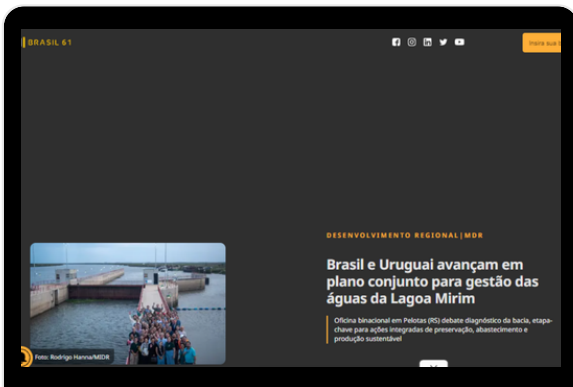 BRASIL 61
DESENVOLVIMENTO REGIONAL|MDR
Brasil e Uruguai avançam em
plano conjunto para gestão das
águas da Lagoa Mirim
Oficina binacional em Pelotas (RS) debate diagnóstico da bacia, etapa-
chave para ações integradas de preservação, abastecimento e
produção sustentável
Foto: Rodrigo Hanna/MIDR